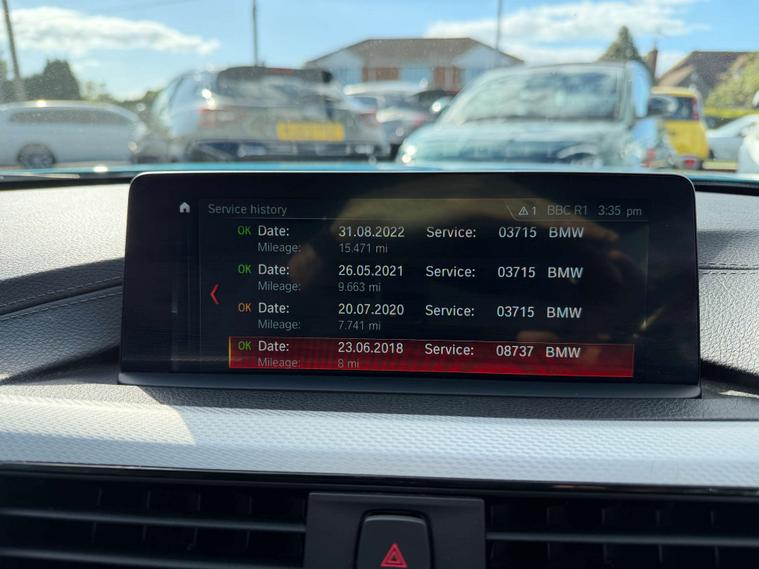 Service history
1 BBC R1 3:35 pm
OK Date: 31.08.2022 Service: 03715 BMW
Mileage: 15.471 mi
OK Date: 26.05.2021 Service: 03715 BMW
Mileage: 9.663 mi
OK Date: 20.07.2020 Service: 03715 BMW
Mileage: 7.741 mi
OK Date: 23.06.2018 Service: 08737 BMW
Mileage: 8 mi